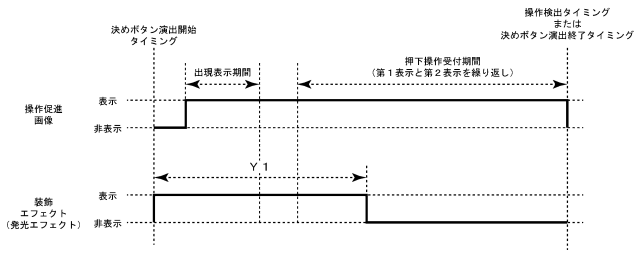 操作検出タイミング
または
決めボタン演出終了タイミング
決めボタン演出開始
タイミング
出現表示期間
押下操作受付期間
（第１表示と第２表示を繰り返し）
操作促進
画像
表示
非表示
Ｙ１
装飾
エフェクト
（発光エフェクト）
表示
非表示